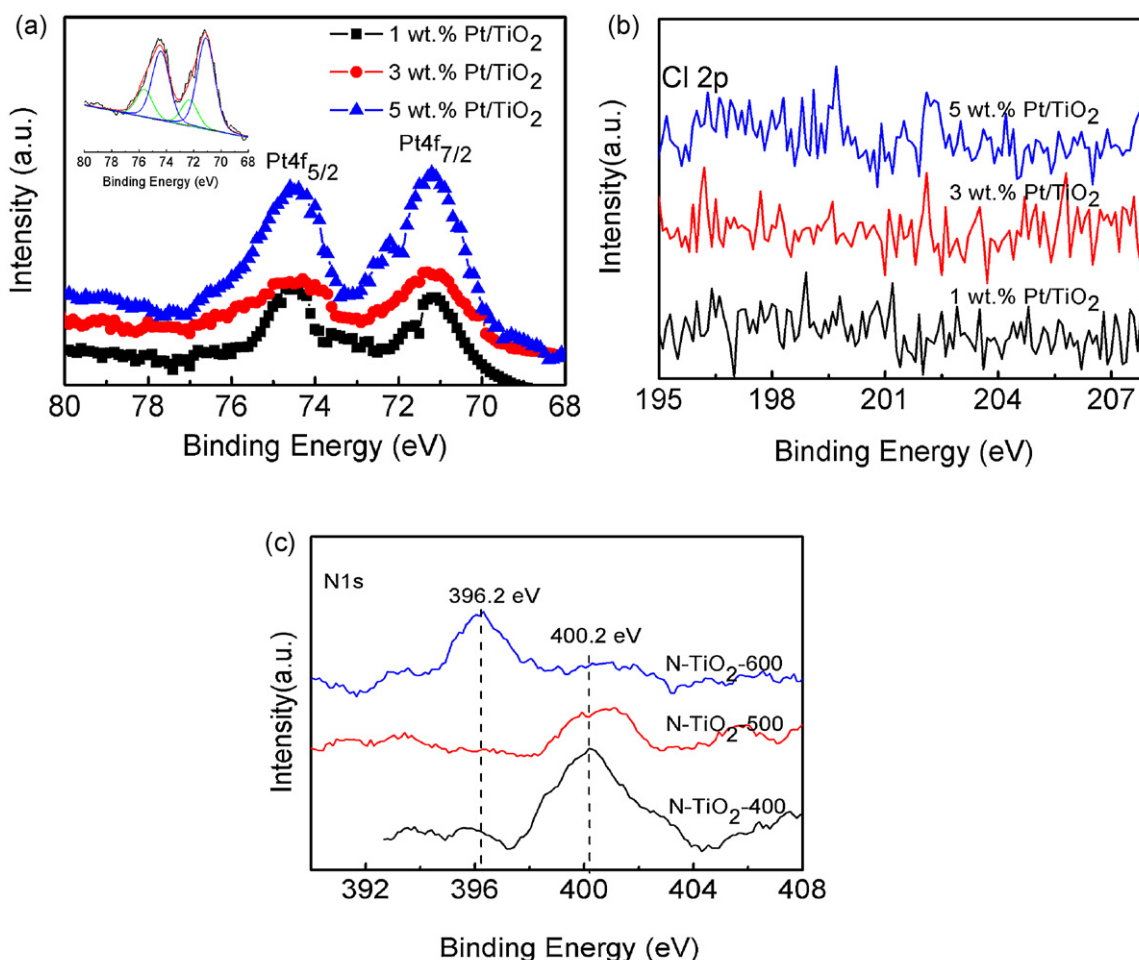 (a)
1 wt.% Pt/TiO2
3 wt.% Pt/TiO2
5 wt.% Pt/TiO2
80 78 76 74 72 70 68
Binding Energy (eV)
Pt4f5/2
Pt4f7/2
Intensity (a.u.)
80 78 76 74 72 70 68
Binding Energy (eV)
(b)
Cl 2p
5 wt.% Pt/TiO2
3 wt.% Pt/TiO2
1 wt.% Pt/TiO2
Intensity(a.u.)
195 198 201 204 207
Binding Energy (eV)
(c)
N1s
396.2 eV
400.2 eV
N-TiO2-600
N-TiO2-500
N-TiO2-400
Intensity(a.u.)
392 396 400 404 408
Binding Energy (eV)